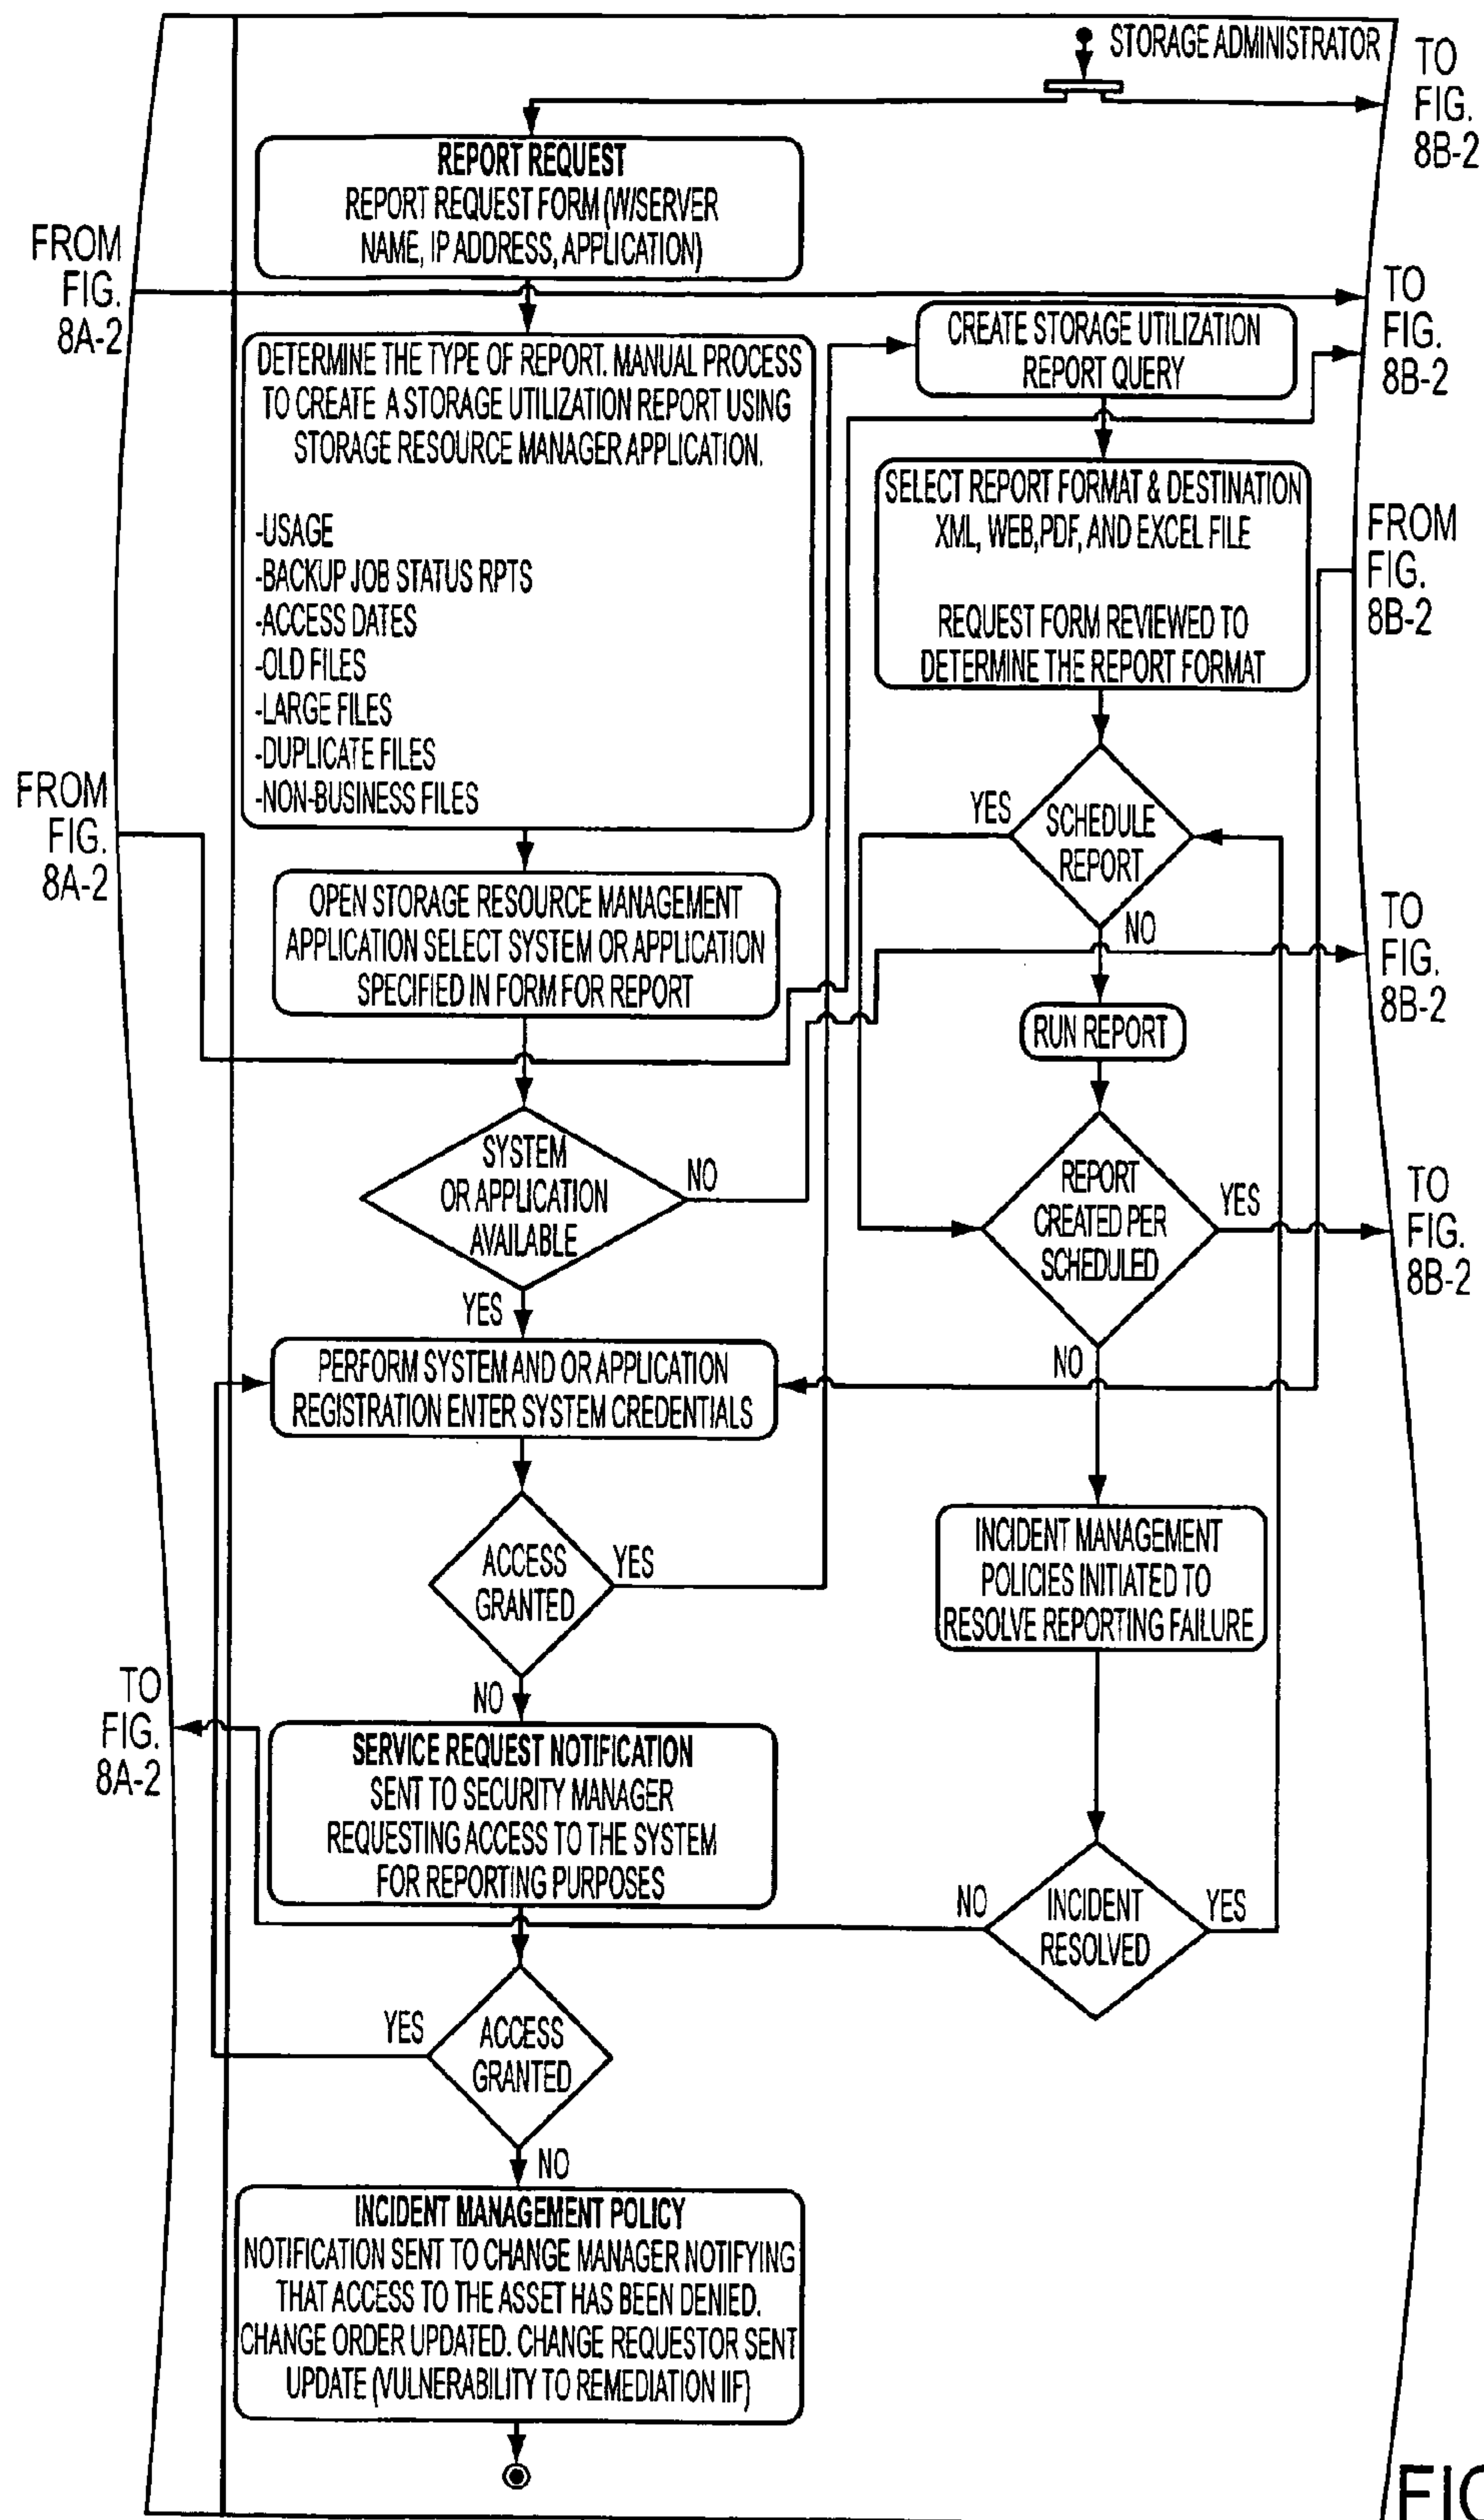 STORAGE ADMINISTRATOR
TO
FIG.
8B-2
REPORT REQUEST
REPORT REQUEST FORM (W/SERVER
NAME, IP ADDRESS, APPLICATION)
FROM
FIG.
8A-2
TO
FIG.
8B-2
DETERMINE THE TYPE OF REPORT. MANUAL PROCESS
TO CREATE A STORAGE UTILIZATION REPORT USING
STORAGE RESOURCE MANAGER APPLICATION.
-USAGE
-BACKUP JOB STATUS RPTS
-ACCESS DATES
-OLD FILES
-LARGE FILES
-DUPLICATE FILES
-NON-BUSINESS FILES
CREATE STORAGE UTILIZATION
REPORT QUERY
SELECT REPORT FORMAT & DESTINATION
XML, WEB,PDF, AND EXCEL FILE
REQUEST FORM REVIEWED TO
DETERMINE THE REPORT FORMAT
FROM
FIG.
8B-2
FROM
FIG.
8A-2
YES
SCHEDULE
REPORT
NO
OPEN STORAGE RESOURCE MANAGEMENT
APPLICATION SELECT SYSTEM OR APPLICATION
SPECIFIED IN FORM FOR REPORT
TO
FIG.
8B-2
RUN REPORT
SYSTEM
OR APPLICATION
AVAILABLE
NO
YES
REPORT
CREATED PER
SCHEDULED
YES
NO
TO
FIG.
8B-2
PERFORM SYSTEM AND OR APPLICATION
REGISTRATION ENTER SYSTEM CREDENTIALS
ACCESS
GRANTED
YES
NO
INCIDENT MANAGEMENT
POLICIES INITIATED TO
RESOLVE REPORTING FAILURE
TO
FIG.
8A-2
SERVICE REQUEST NOTIFICATION
SENT TO SECURITY MANAGER
REQUESTING ACCESS TO THE SYSTEM
FOR REPORTING PURPOSES
NO
INCIDENT
RESOLVED
YES
YES
ACCESS
GRANTED
NO
INCIDENT MANAGEMENT POLICY
NOTIFICATION SENT TO CHANGE MANAGER NOTIFYING
THAT ACCESS TO THE ASSET HAS BEEN DENIED.
CHANGE ORDER UPDATED. CHANGE REQUESTOR SENT
UPDATE (VULNERABILITY TO REMEDIATION IIF)